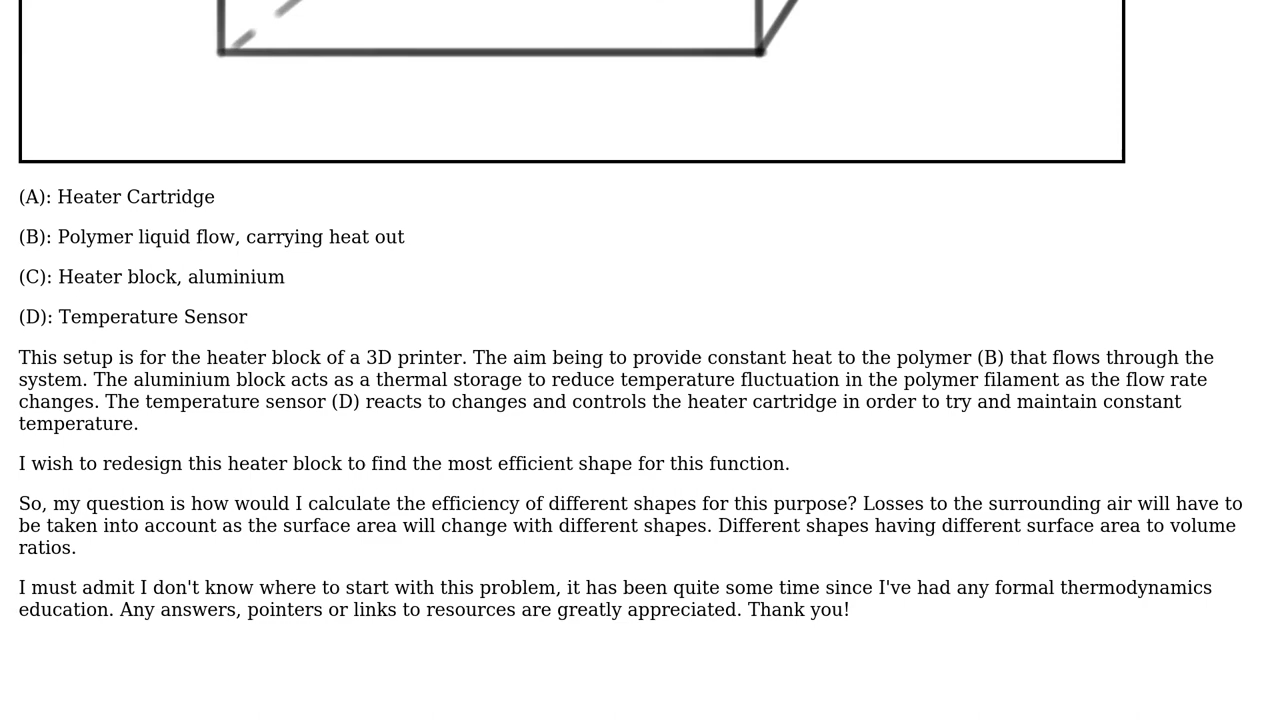 (A): Heater Cartridge
(B): Polymer liquid flow, carrying heat out
(C): Heater block, aluminium
(D): Temperature Sensor
This setup is for the heater block of a 3D printer. The aim being to provide constant heat to the polymer (B) that flows through the
system. The aluminium block acts as a thermal storage to reduce temperature fluctuation in the polymer filament as the flow rate
changes. The temperature sensor (D) reacts to changes and controls the heater cartridge in order to try and maintain constant
temperature.
I wish to redesign this heater block to find the most efficient shape for this function.
So, my question is how would I calculate the efficiency of different shapes for this purpose? Losses to the surrounding air will have to
be taken into account as the surface area will change with different shapes. Different shapes having different surface area to volume
ratios.
I must admit I don't know where to start with this problem, it has been quite some time since I've had any formal thermodynamics
education. Any answers, pointers or links to resources are greatly appreciated. Thank you!